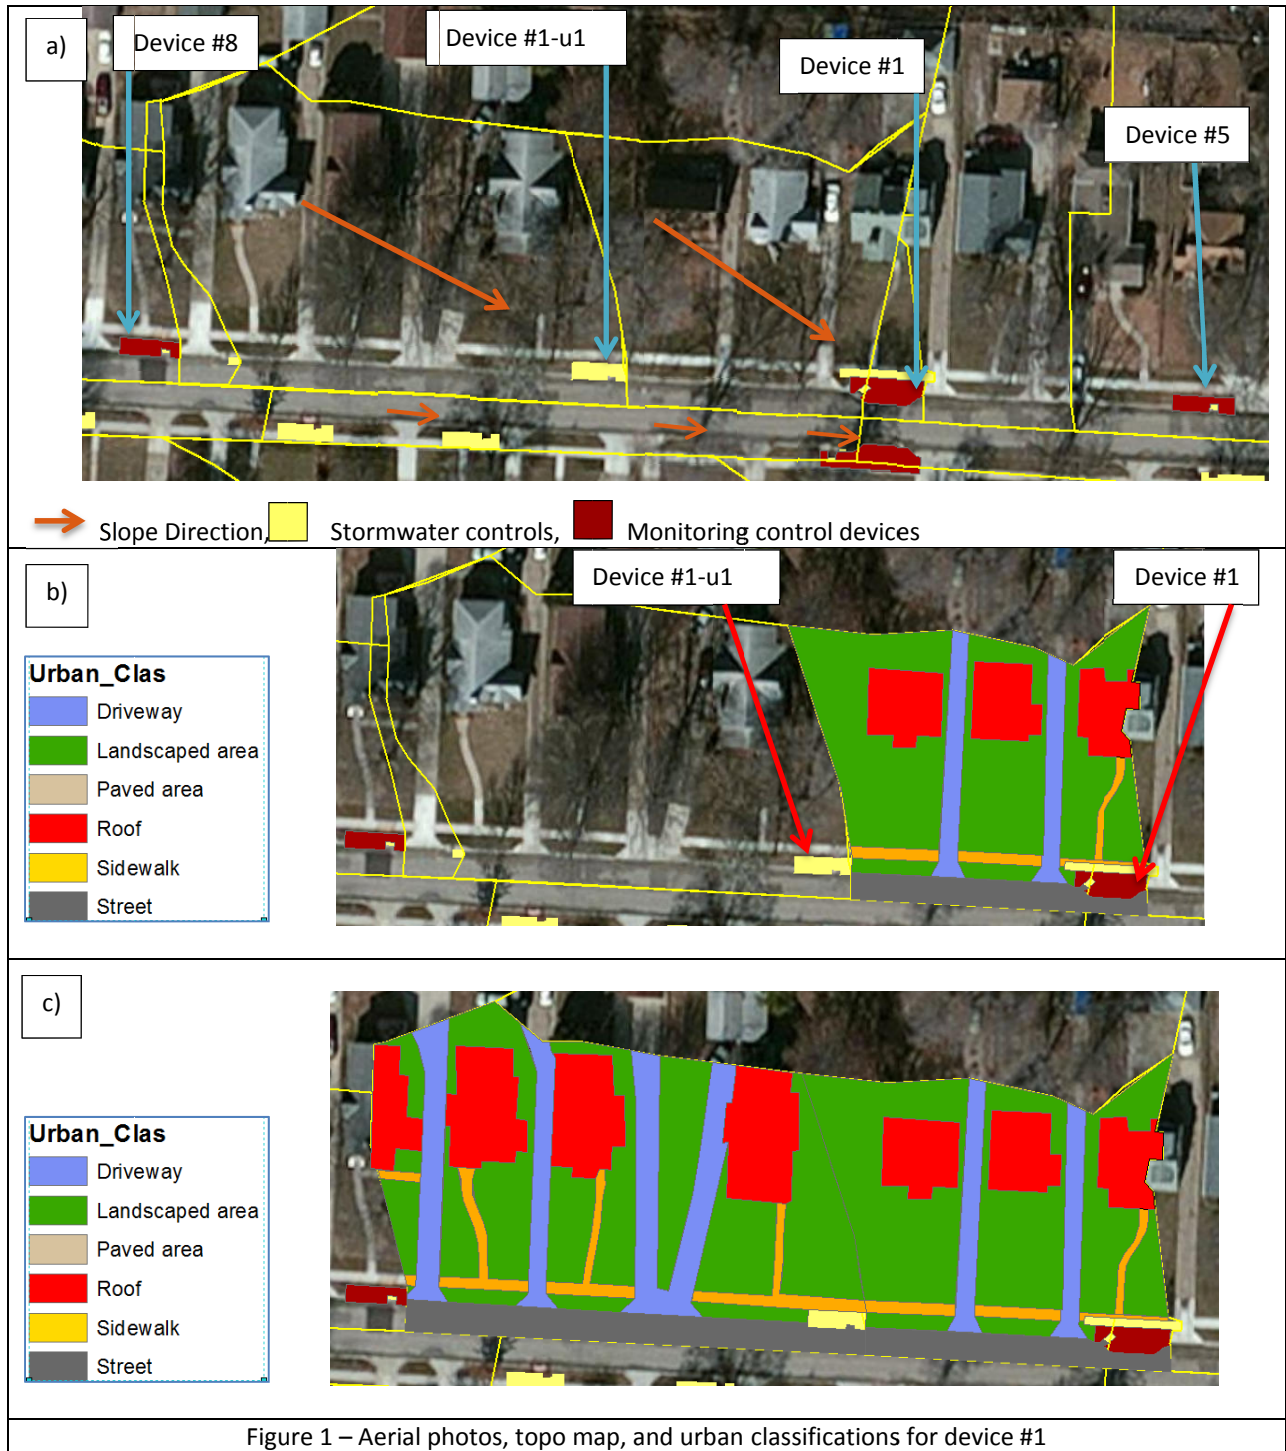 a)
Device #8
Device #1-u1
Device #1
Device #5
Slope Direction, Stormwater controls, Monitoring control devices
b)
Device #1-u1
Device #1
Urban_Clas
Driveway
Landscaped area
Paved area
Roof
Sidewalk
Street
c)
Urban_Clas
Driveway
Landscaped area
Paved area
Roof
Sidewalk
Street
Figure 1 – Aerial photos, topo map, and urban classifications for device #1